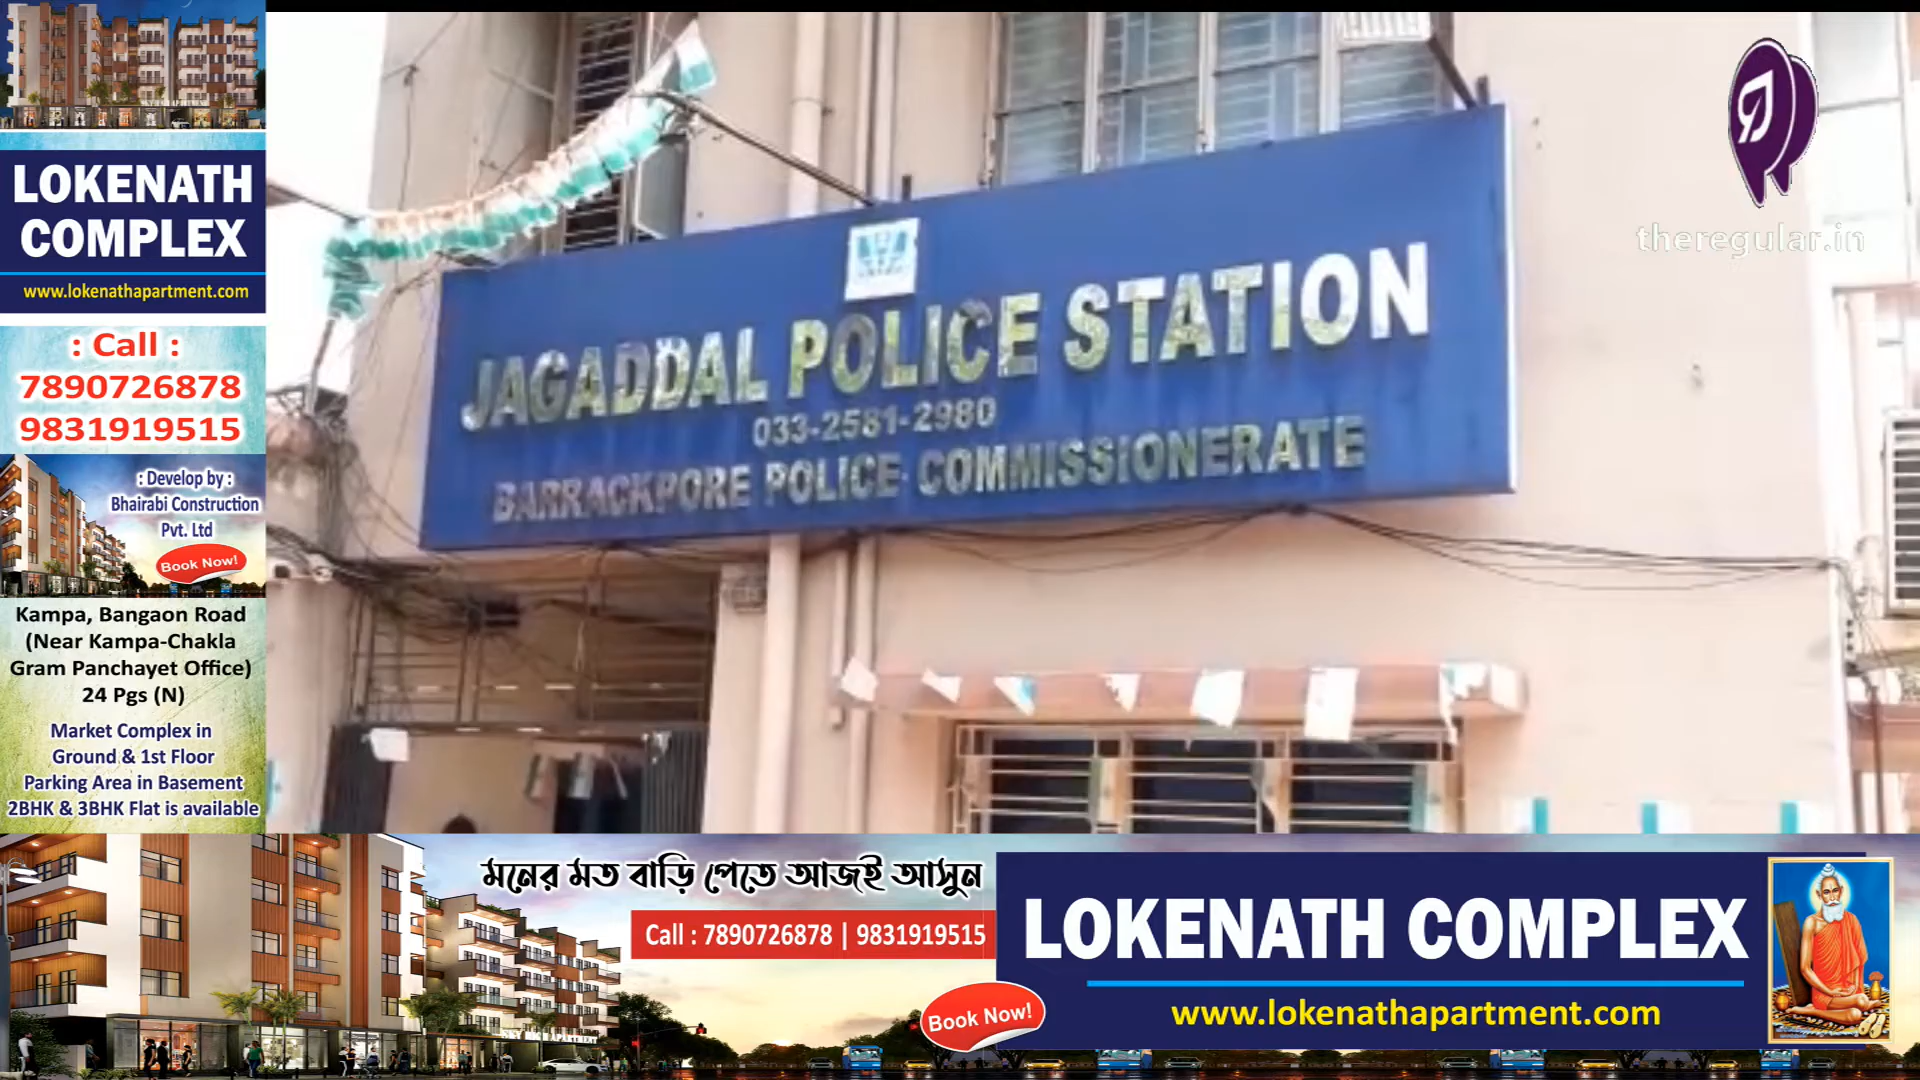 LOKENATH
COMPLEX
www.lokenathapartment.com
: Call :
7890726878
9831919515
: Develop by :
Bhairabi Construction
Pvt. Ltd
Book Now!
Kampa, Bangaon Road
(Near Kampa-Chakla
Gram Panchayet Office)
24 Pgs (N)
Market Complex in
Ground & 1st Floor
Parking Area in Basement
2BHK & 3BHK Flat is available
theregular.in
JAGADDAL POLICE STATION
033-2581-2980
BARRACKPORE POLICE COMMISSIONERATE
মনের মত বাড়ি পেতে আজই আসুন
Call : 7890726878 | 9831919515
Book Now!
LOKENATH COMPLEX
www.lokenathapartment.com